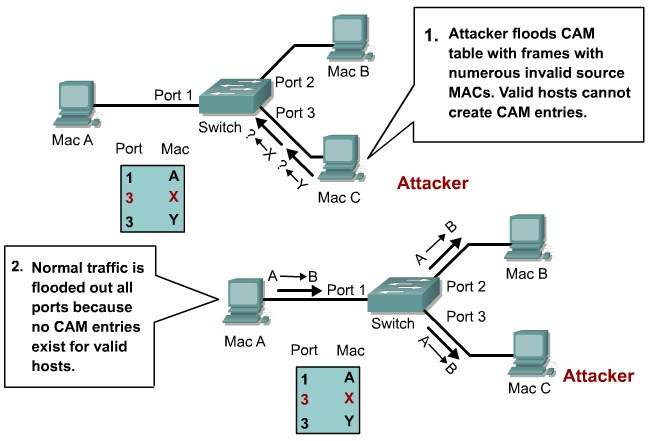 1. Attacker floods CAM
table with frames with
numerous invalid source
MACs. Valid hosts cannot
create CAM entries.
Mac B
Port 2
Port 1
Port 3
Switch
Mac A
?←X ?←Y
Mac C
Attacker
Port Mac
1 A
3 X
3 Y
2. Normal traffic is
flooded out all
ports because
no CAM entries
exist for valid
hosts.
A→B
A→B
Mac B
Port 1
Port 2
Port 3
Switch
Mac A
A→B
Mac C
Attacker
Port Mac
1 A
3 X
3 Y